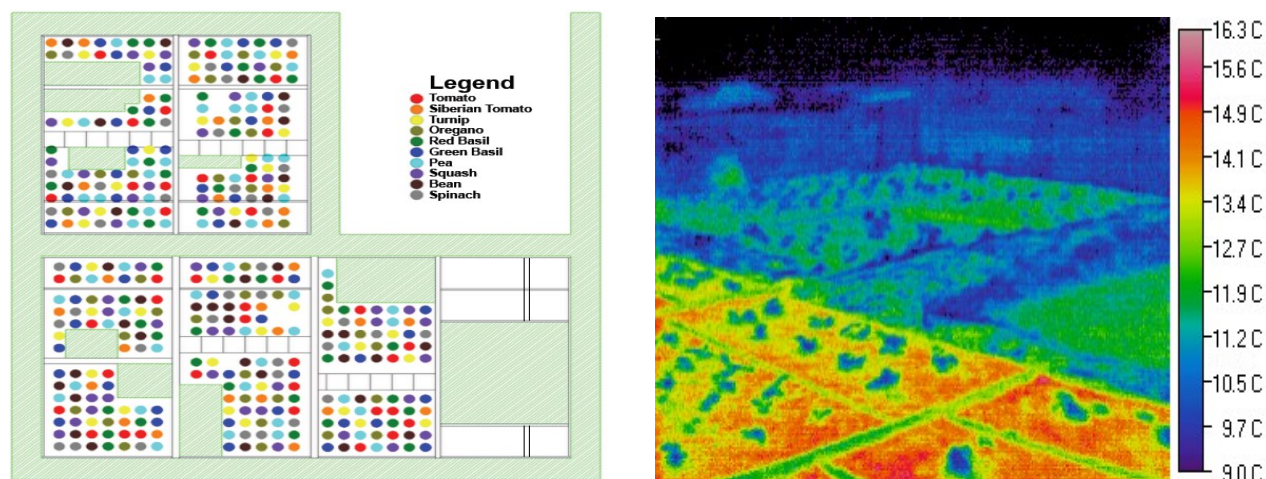 Legend
Tomato
Siberian Tomato
Turnip
Oregano
Red Basil
Green Basil
Pea
Squash
Bean
Spinach
16.3 C
15.6 C
14.9 C
14.1 C
13.4 C
12.7 C
11.9 C
11.2 C
10.5 C
9.7 C
9.0 C